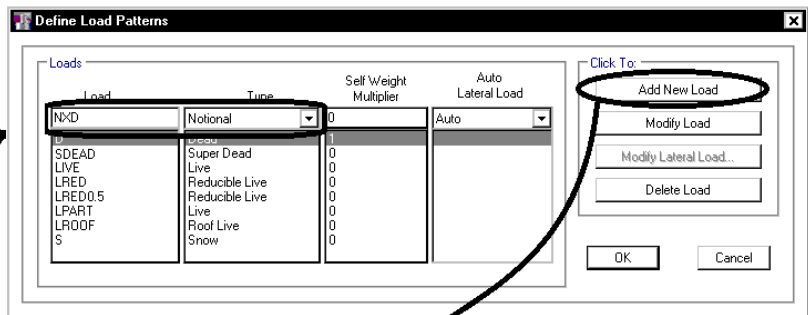 Define Load Patterns
Loads
Click To:
Load Type Self Weight Multiplier Auto Lateral Load
NXD Notional 0 Auto
D Dead 1
SDEAD Super Dead 0
LIVE Live 0
LRED Reducible Live 0
LRED0.5 Reducible Live 0
LPART Live 0
LROOF Roof Live 0
S Snow 0
Add New Load
Modify Load
Modify Lateral Load...
Delete Load
OK Cancel